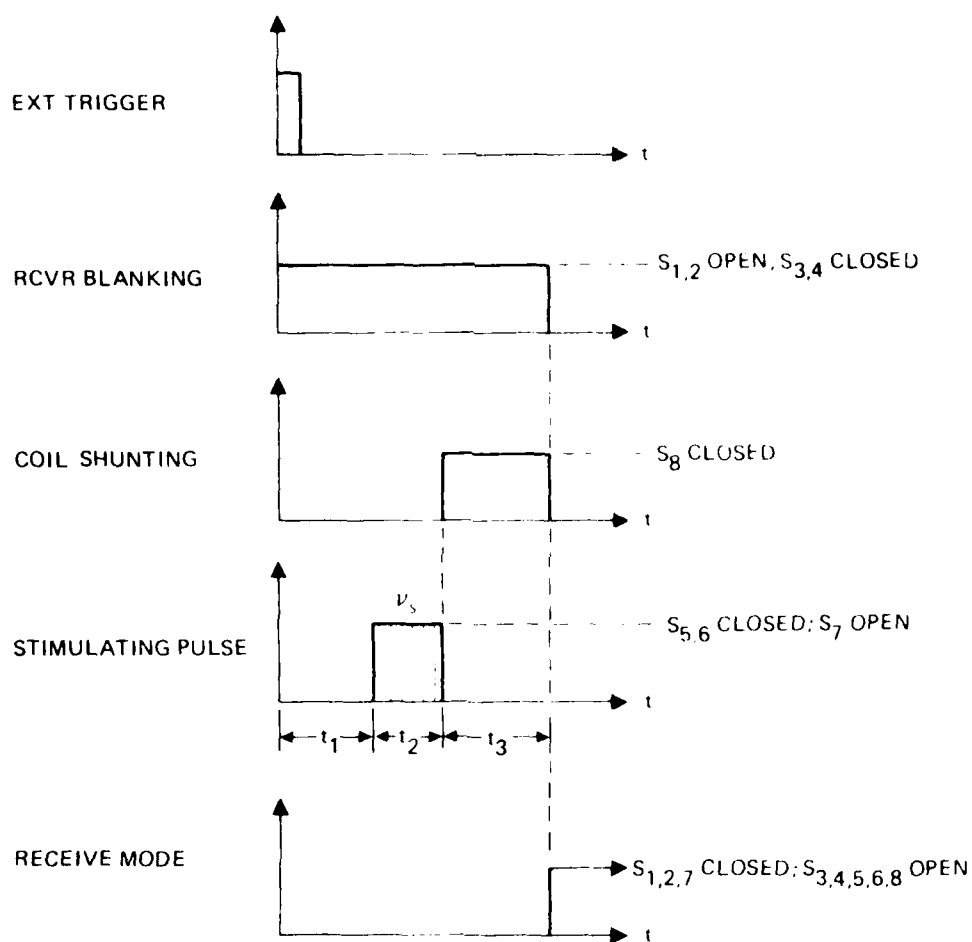 EXT TRIGGER
t
RCVR BLANKING
S1,2 OPEN, S3,4 CLOSED
t
COIL SHUNTING
S8 CLOSED
t
νs
STIMULATING PULSE
S5,6 CLOSED; S7 OPEN
t
t1 t2 t3
RECEIVE MODE
S1,2,7 CLOSED; S3,4,5,6,8 OPEN
t